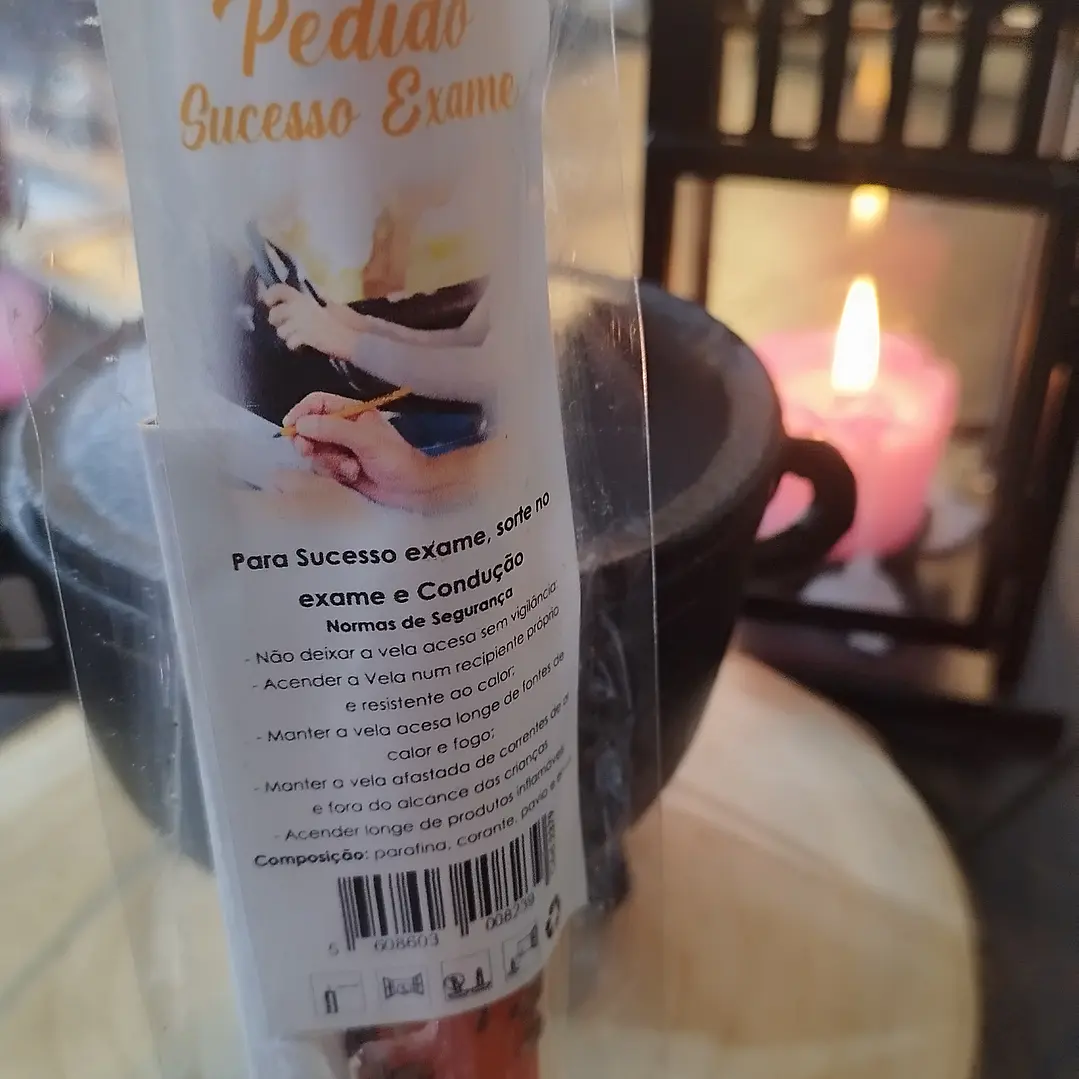 Pedido
Sucesso Exame
Para Sucesso exame, sorte no
exame e Condução
Normas de Segurança
- Não deixar a vela acesa sem vigilância;
- Acender a Vela num recipiente próprio
e resistente ao calor;
- Manter a vela acesa longe de fontes de
calor e fogo;
- Manter a vela afastada de correntes de ar
e fora do alcance das crianças
- Acender longe de produtos inflamáveis
Composição: parafina, corante, pavio e
5 608603 008239